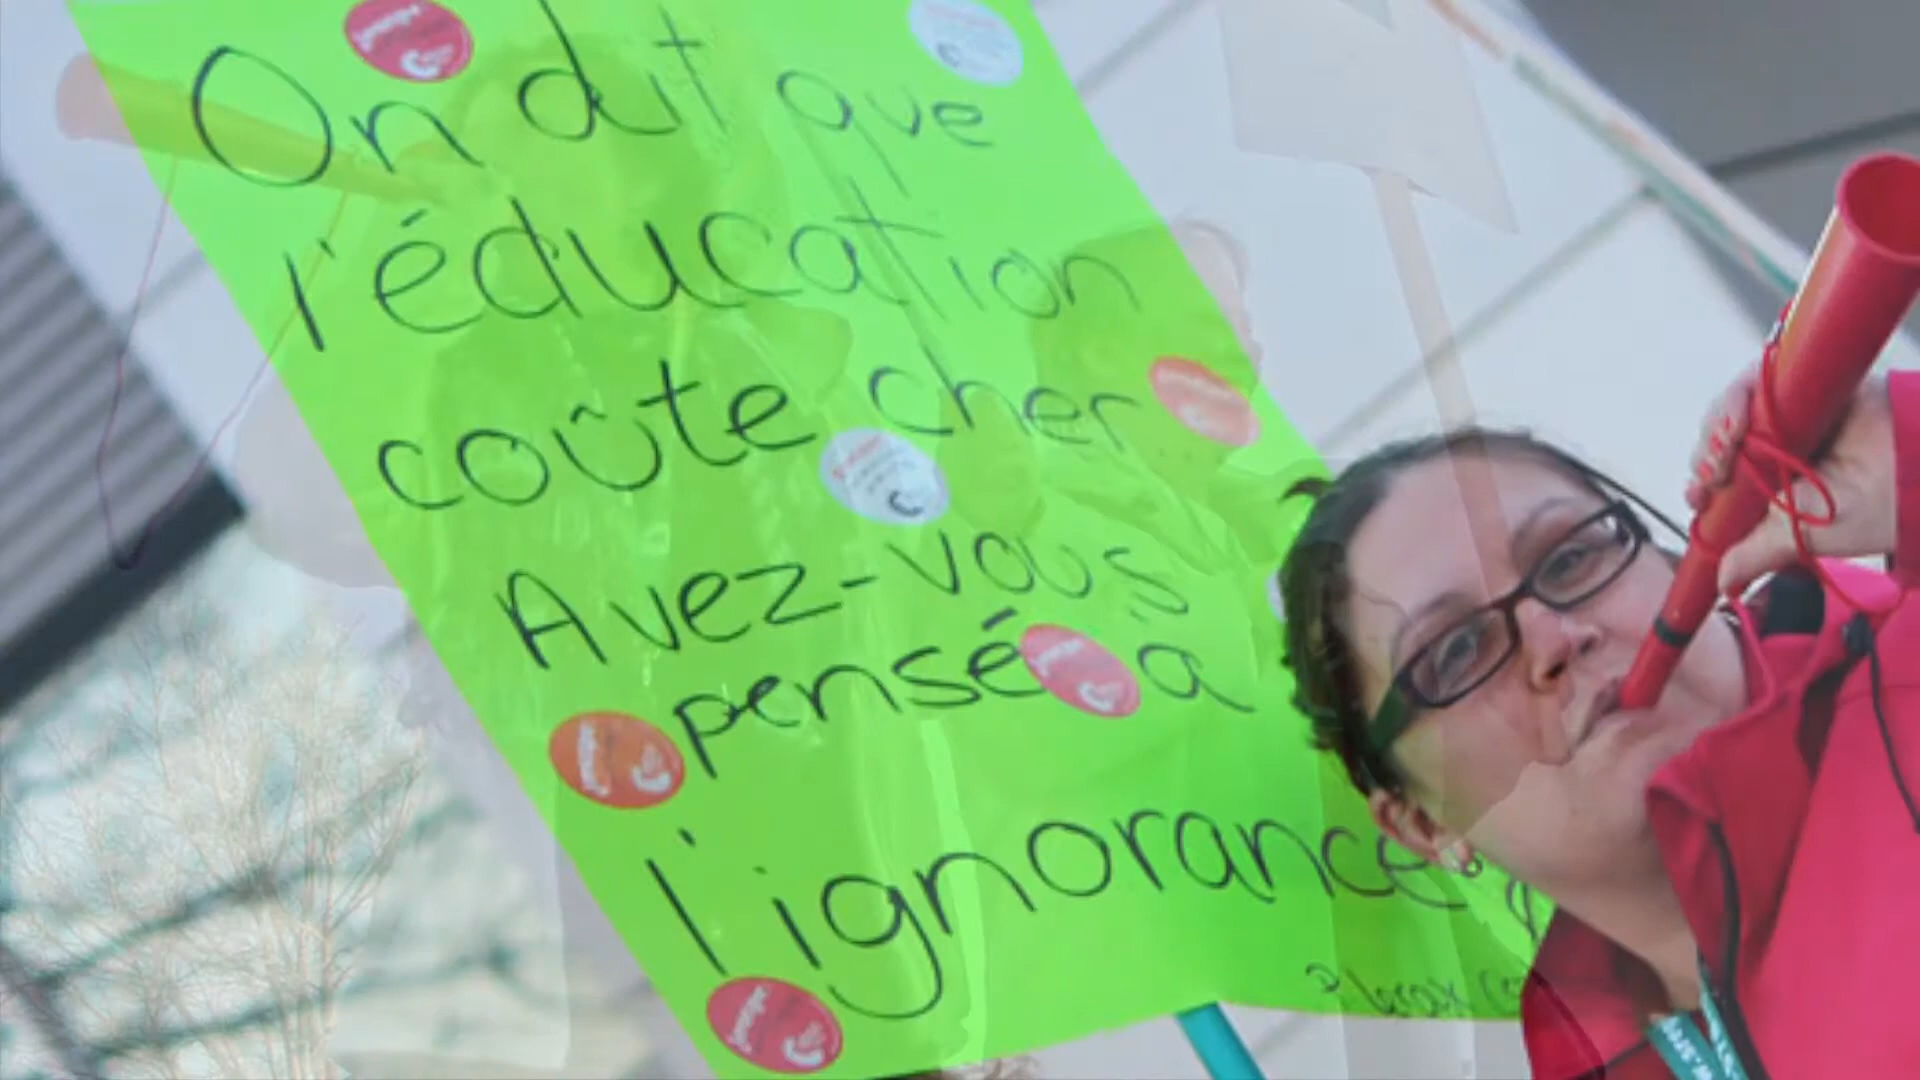 On dit que
l'éducation
coûte cher
Avez-vous
pensé à
l'ignorance